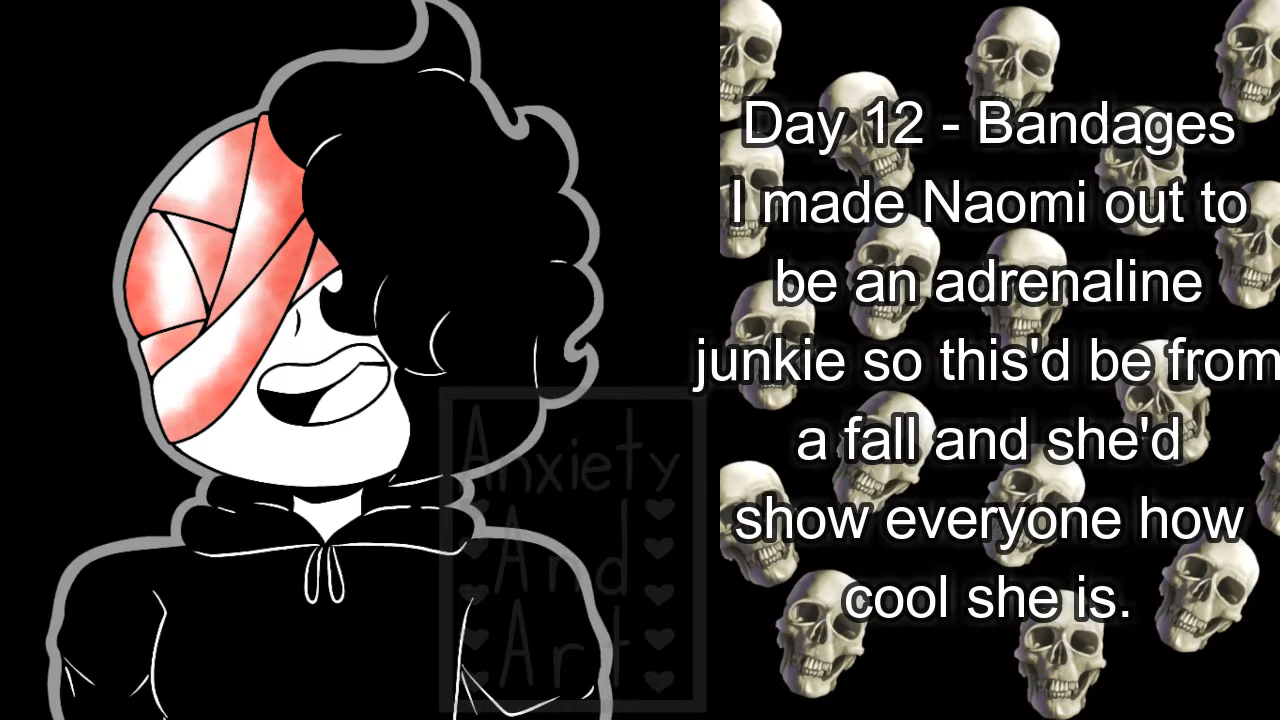 Day 12 - Bandages
I made Naomi out to
be an adrenaline
junkie so this'd be from
a fall and she'd
show everyone how
cool she is.
Anxiety
And
Art